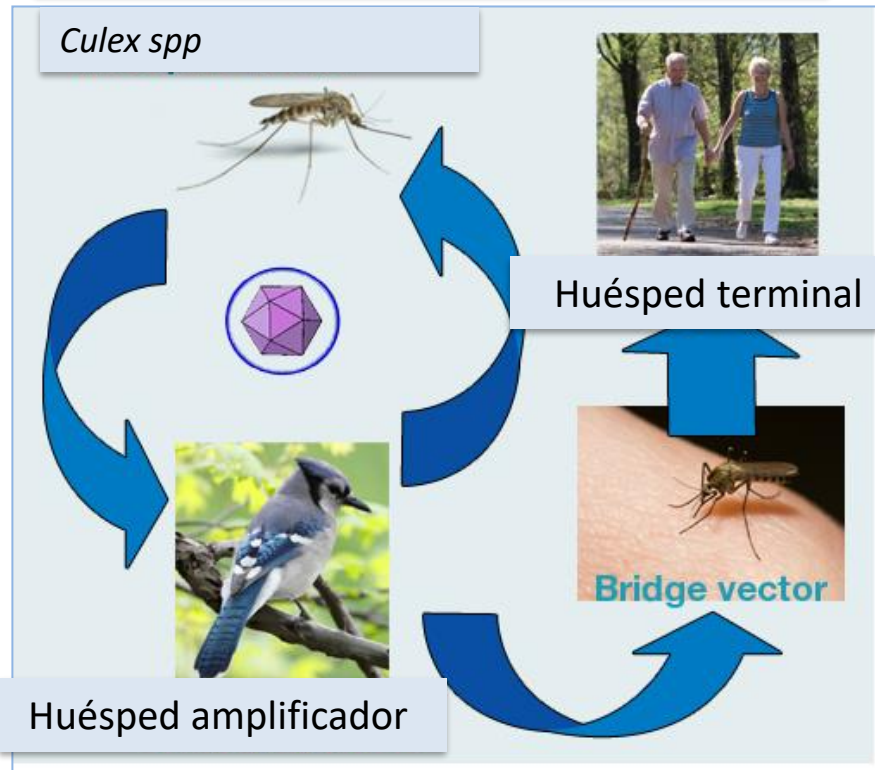 Culex spp
Huésped terminal
Bridge vector
Huésped amplificador